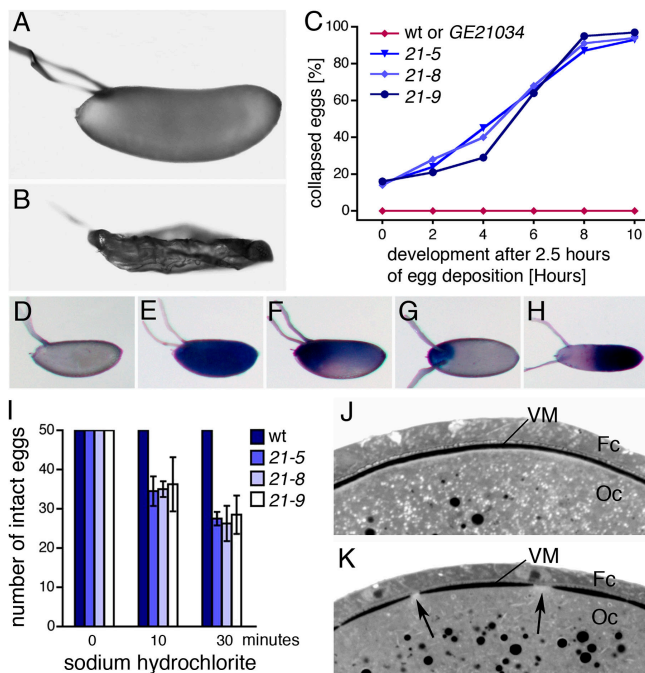 A
B
C
wt or GE21034
21-5
21-8
21-9
collapsed eggs [%]
100
80
60
40
20
0
0 2 4 6 8 10
development after 2.5 hours
of egg deposition [Hours]
D E F G H
I
number of intact eggs
50
40
30
20
10
0
wt
21-5
21-8
21-9
0 10 30 minutes
sodium hydrochlorite
J
VM
Fc
Oc
K
VM
Fc
Oc